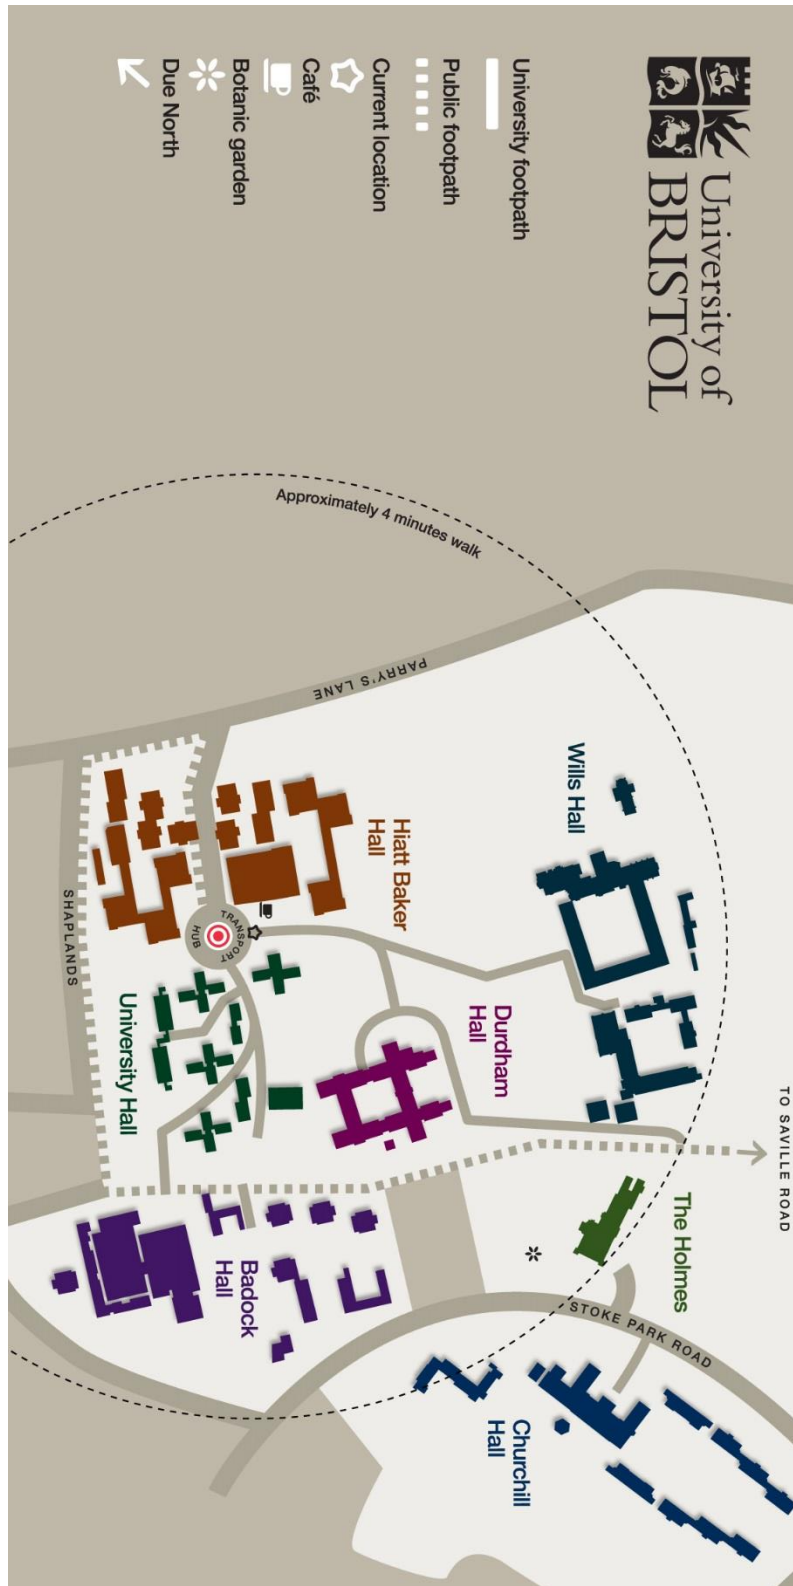 University of
BRISTOL
University footpath
Public footpath
Current location
Café
Botanic garden
Due North
Approximately 4 minutes walk
PARRY'S LANE
Wills Hall
Hiatt Baker
Hall
TRANSPORT
HUB
SHAPLANDS
University Hall
Durdham
Hall
TO SAVILLE ROAD
The Holmes
STOKE PARK ROAD
Badock
Hall
Churchill
Hall